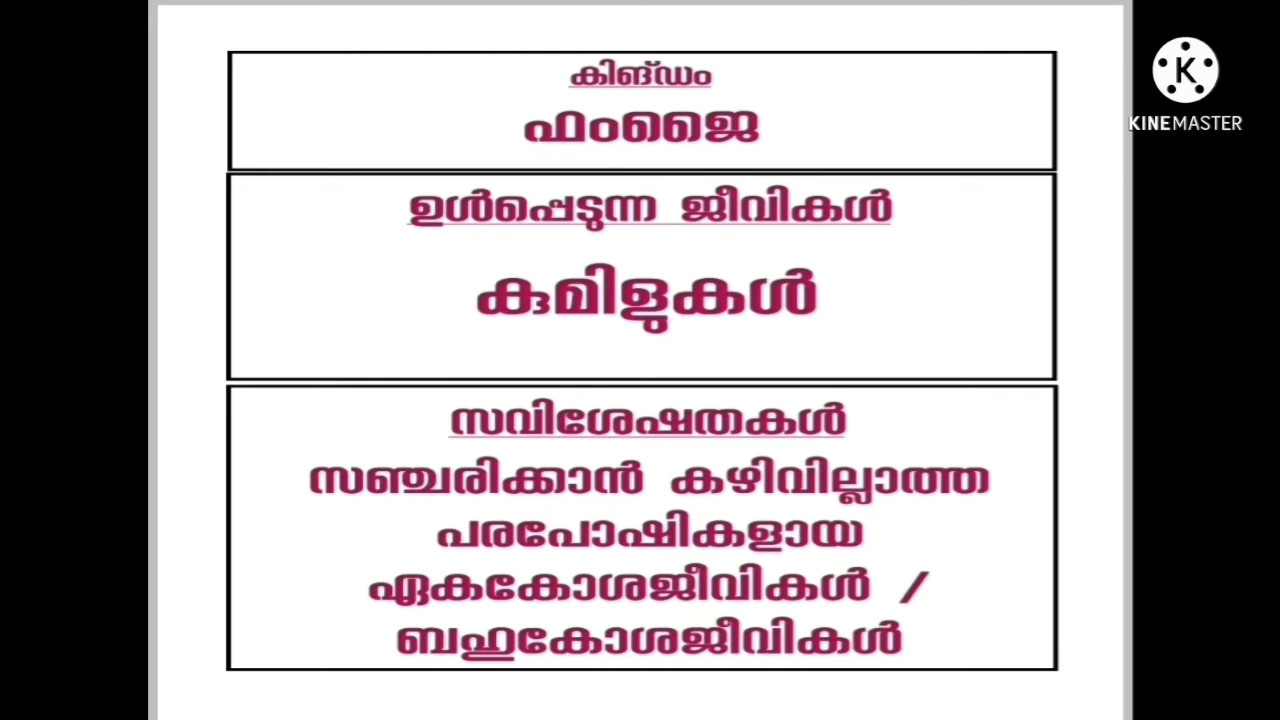 കിങ്ഡം
ഫംജൈ
ഉൾപ്പെടുന്ന ജീവികൾ
കുമിളുകൾ
സവിശേഷതകൾ
സഞ്ചരിക്കാൻ കഴിവില്ലാത്ത
പരപോഷികളായ
ഏകകോശജീവികൾ /
ബഹുകോശജീവികൾ
K
KINEMASTER